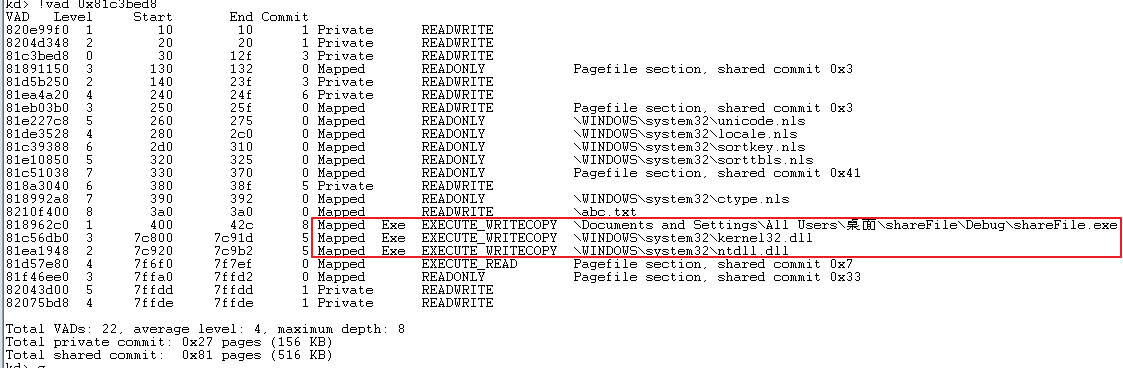 kd> !vad 0x81c3bed8
VAD Level Start End Commit
820e99f0 1 10 10 1 Private READWRITE
8204d348 2 20 20 1 Private READWRITE
81c3bed8 0 30 12f 3 Private READWRITE
81891150 3 130 132 0 Mapped READONLY Pagefile section, shared commit 0x3
81d5b250 2 140 23f 3 Private READWRITE
81ea4a20 4 240 24f 6 Private READWRITE
81eb03b0 3 250 25f 0 Mapped READWRITE Pagefile section, shared commit 0x3
81e227c8 5 260 275 0 Mapped READONLY \WINDOWS\system32\unicode.nls
81de3528 4 280 2c0 0 Mapped READONLY \WINDOWS\system32\locale.nls
81c39388 6 2d0 310 0 Mapped READONLY \WINDOWS\system32\sortkey.nls
81e10850 5 320 325 0 Mapped READONLY \WINDOWS\system32\sorttbls.nls
81c51038 7 330 370 0 Mapped READONLY Pagefile section, shared commit 0x41
818a3040 6 380 38f 5 Private READWRITE
818992a8 7 390 392 0 Mapped READONLY \WINDOWS\system32\ctype.nls
8210f400 8 3a0 3a0 0 Mapped READWRITE \abc.txt
818962c0 1 400 42c 8 Mapped Exe EXECUTE_WRITECOPY \Documents and Settings\All Users\桌面\shareFile\Debug\shareFile.exe
81c56db0 3 7c800 7c91d 5 Mapped Exe EXECUTE_WRITECOPY \WINDOWS\system32\kernel32.dll
81ea1948 2 7c920 7c9b2 5 Mapped Exe EXECUTE_WRITECOPY \WINDOWS\system32\ntdll.dll
81d57e80 4 7f6f0 7f7ef 0 Mapped EXECUTE_READ Pagefile section, shared commit 0x7
81f46ee0 3 7ffa0 7ffd2 0 Mapped READONLY Pagefile section, shared commit 0x33
82043d00 5 7ffdd 7ffdd 1 Private READWRITE
82075bd8 4 7ffde 7ffde 1 Private READWRITE
Total VADs: 22, average level: 4, maximum depth: 8
Total private commit: 0x27 pages (156 KB)
Total shared commit: 0x81 pages (516 KB)
kd> g